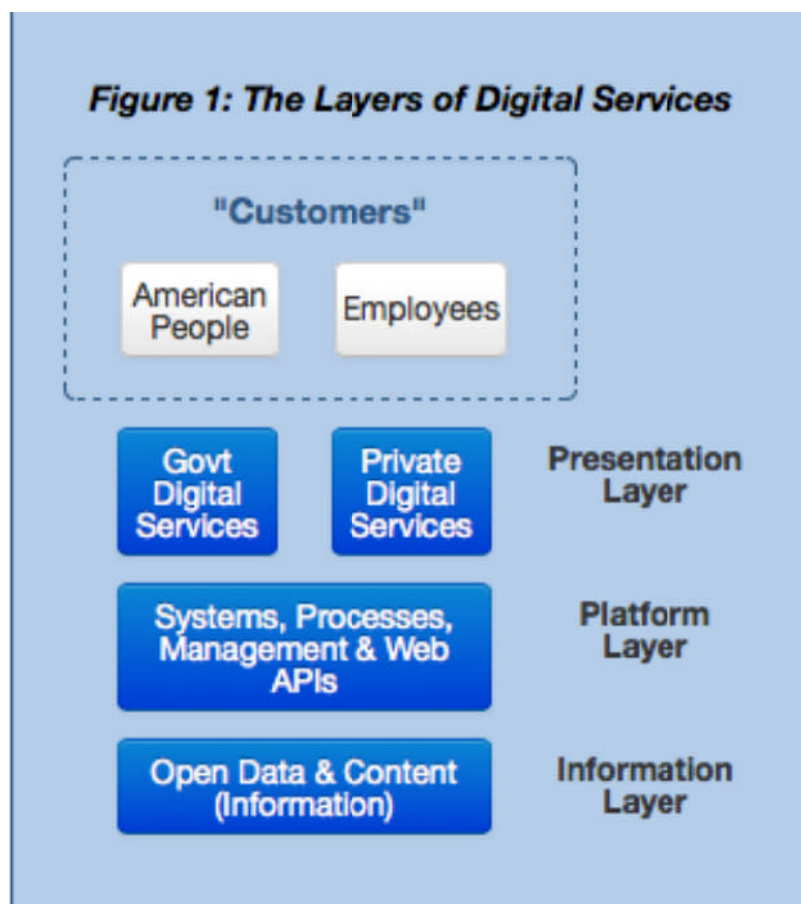 Figure 1: The Layers of Digital Services
"Customers"
American
People
Employees
Govt
Digital
Services
Private
Digital
Services
Presentation
Layer
Systems, Processes,
Management & Web
APIs
Platform
Layer
Open Data & Content
(Information)
Information
Layer